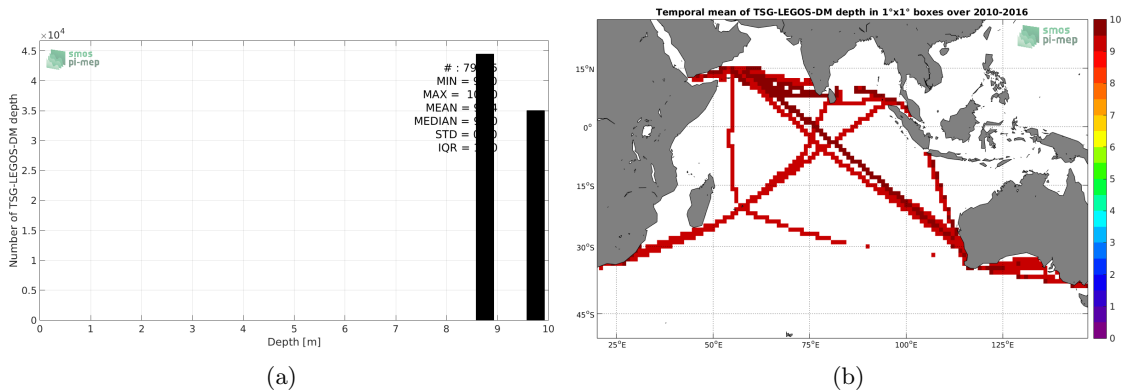 ×10⁴
smos
pi-mep
4.5
4
3.5
3
2.5
2
1.5
1
0.5
0
Number of TSG-LEGOS-DM depth
# : 79
MIN =
MAX = 10
MEAN =
MEDIAN =
STD =
IQR =
0 1 2 3 4 5 6 7 8 9 10
Depth [m]
(a)
Temporal mean of TSG-LEGOS-DM depth in 1°x1° boxes over 2010-2016
smos
pi-mep
15°N
0°
15°S
30°S
45°S
25°E 50°E 75°E 100°E 125°E
10
9
8
7
6
5
4
3
2
1
0
(b)